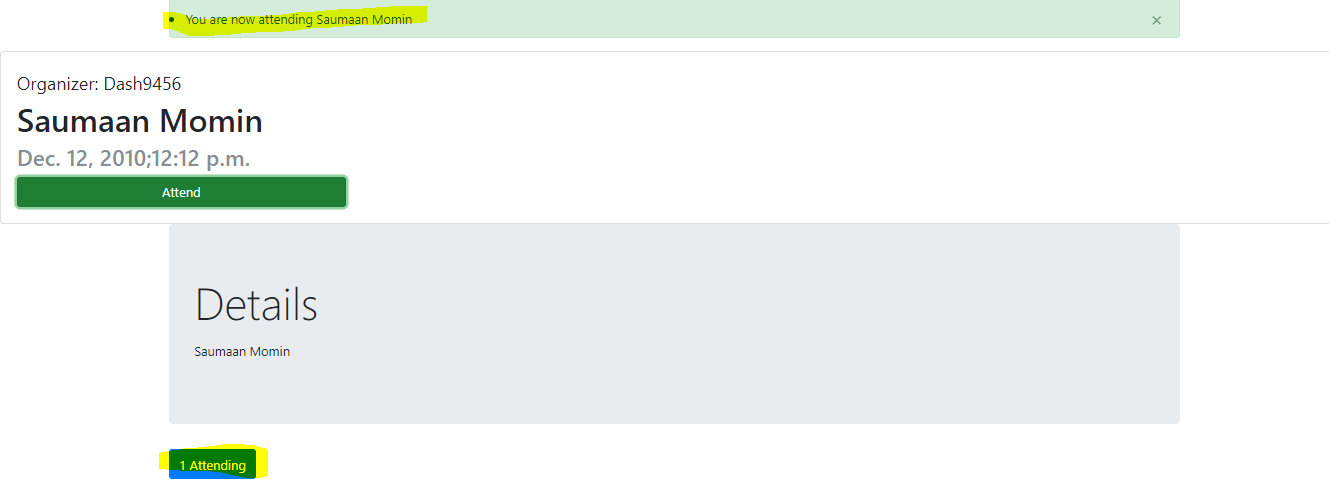 You are now attending Saumaan Momin ×
Organizer: Dash9456
Saumaan Momin
Dec. 12, 2010;12:12 p.m.
Attend
Details
Saumaan Momin
1 Attending